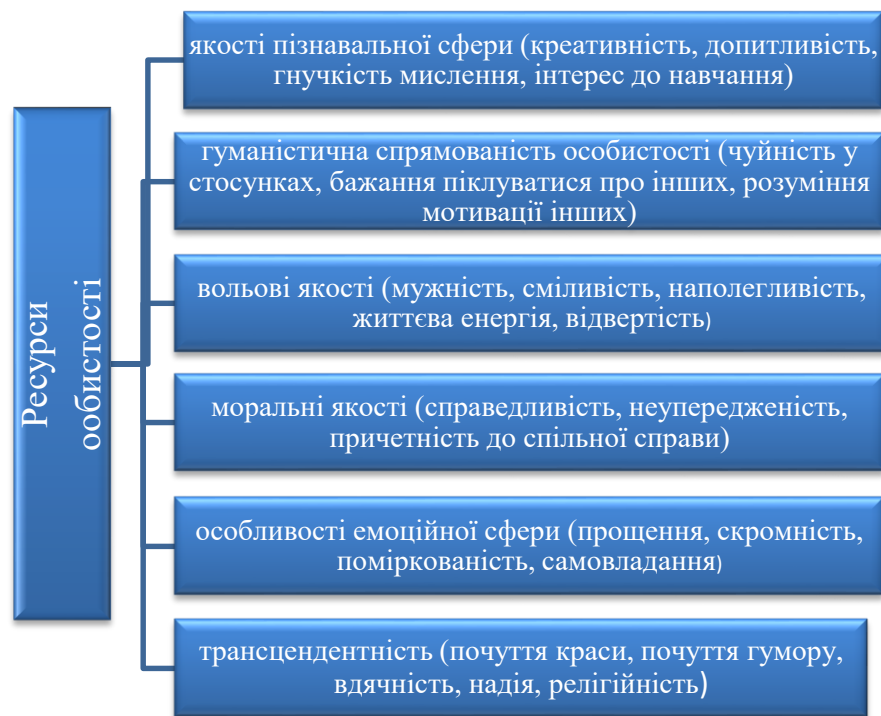 Ресурси
ообистості
якості пізнавальної сфери (креативність, допитливість,
гнучкість мислення, інтерес до навчання)
гуманістична спрямованість особистості (чуйність у
стосунках, бажання піклуватися про інших, розуміння
мотивації інших)
вольові якості (мужність, сміливість, наполегливість,
життєва енергія, відвертість)
моральні якості (справедливість, неупередженість,
причетність до спільної справи)
особливості емоційної сфери (прощення, скромність,
поміркованість, самовладання)
трансцендентність (почуття краси, почуття гумору,
вдячність, надія, релігійність)